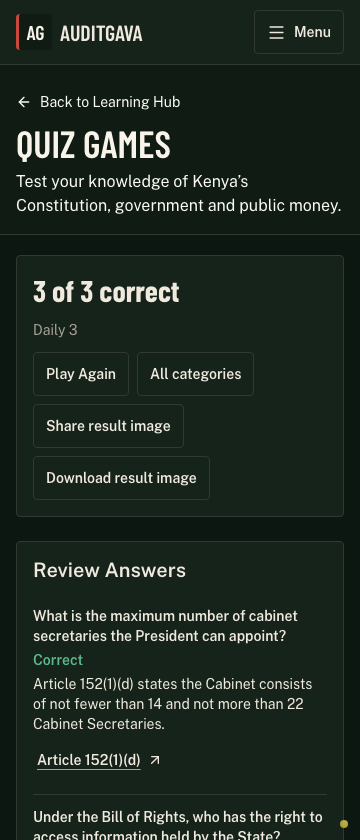 AG AUDITGAVA Menu
Back to Learning Hub
QUIZ GAMES
Test your knowledge of Kenya’s
Constitution, government and public money.
3 of 3 correct
Daily 3
Play Again All categories
Share result image
Download result image
Review Answers
What is the maximum number of cabinet
secretaries the President can appoint?
Correct
Article 152(1)(d) states the Cabinet consists
of not fewer than 14 and not more than 22
Cabinet Secretaries.
Article 152(1)(d)
Under the Bill of Rights, who has the right to
access information held by the State?